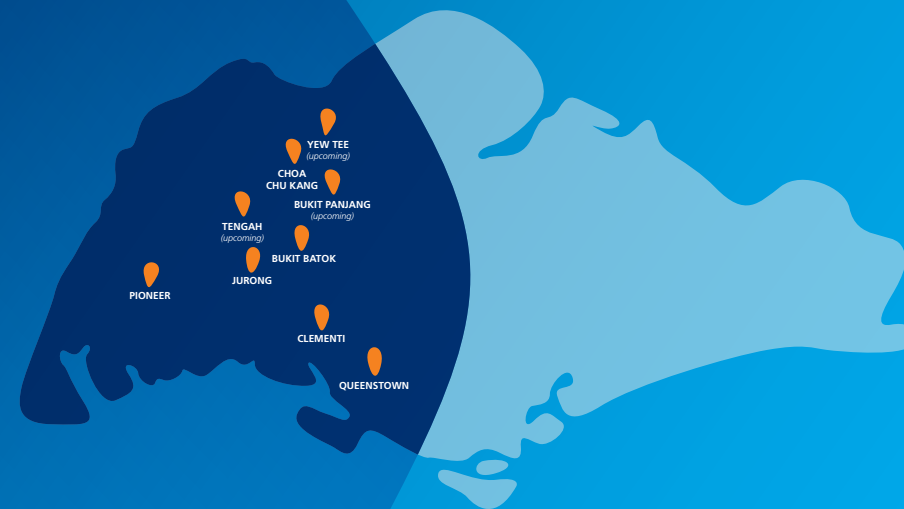 YEW TEE
(upcoming)
CHOA
CHU KANG
BUKIT PANJANG
(upcoming)
TENGAH
(upcoming)
BUKIT BATOK
JURONG
PIONEER
CLEMENTI
QUEENSTOWN